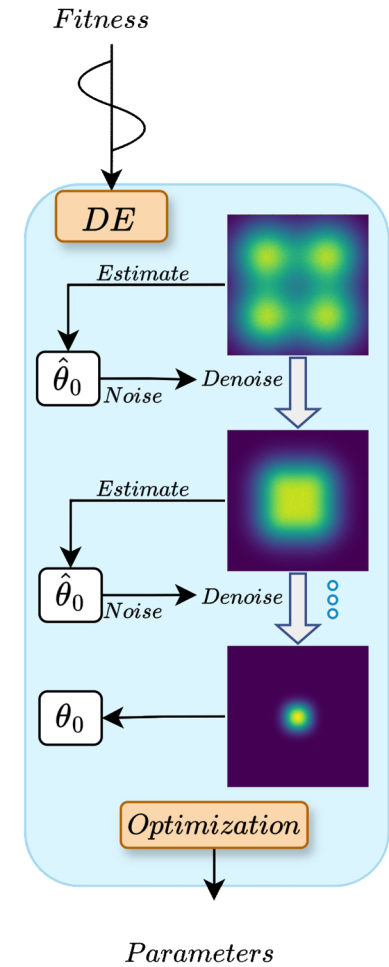 Fitness
DE
Estimate
θ̂₀
Noise
Denoise
Estimate
θ̂₀
Noise
Denoise
θ₀
Optimization
Parameters